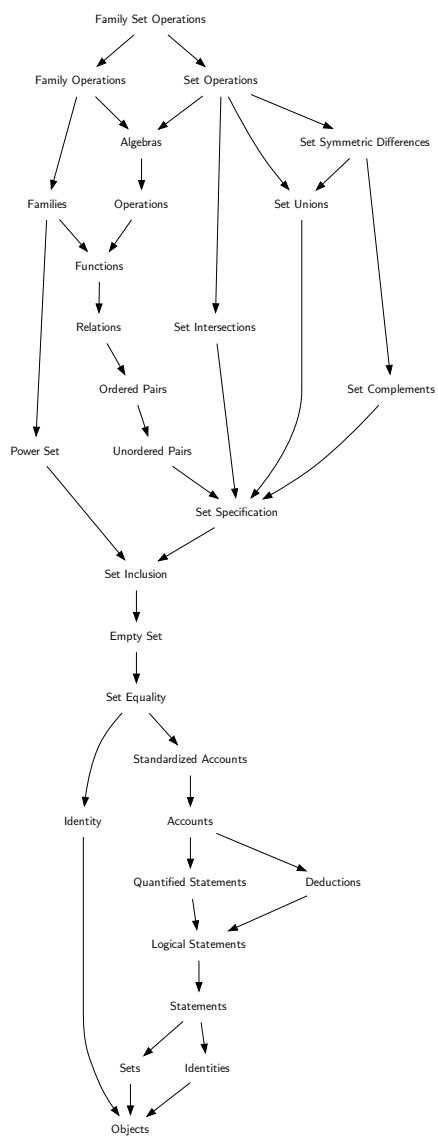 Family Set Operations
Family Operations
Set Operations
Algebras
Set Symmetric Differences
Families
Operations
Set Unions
Functions
Relations
Set Intersections
Ordered Pairs
Set Complements
Power Set
Unordered Pairs
Set Specification
Set Inclusion
Empty Set
Set Equality
Standardized Accounts
Identity
Accounts
Quantified Statements
Deductions
Logical Statements
Statements
Sets
Identities
Objects